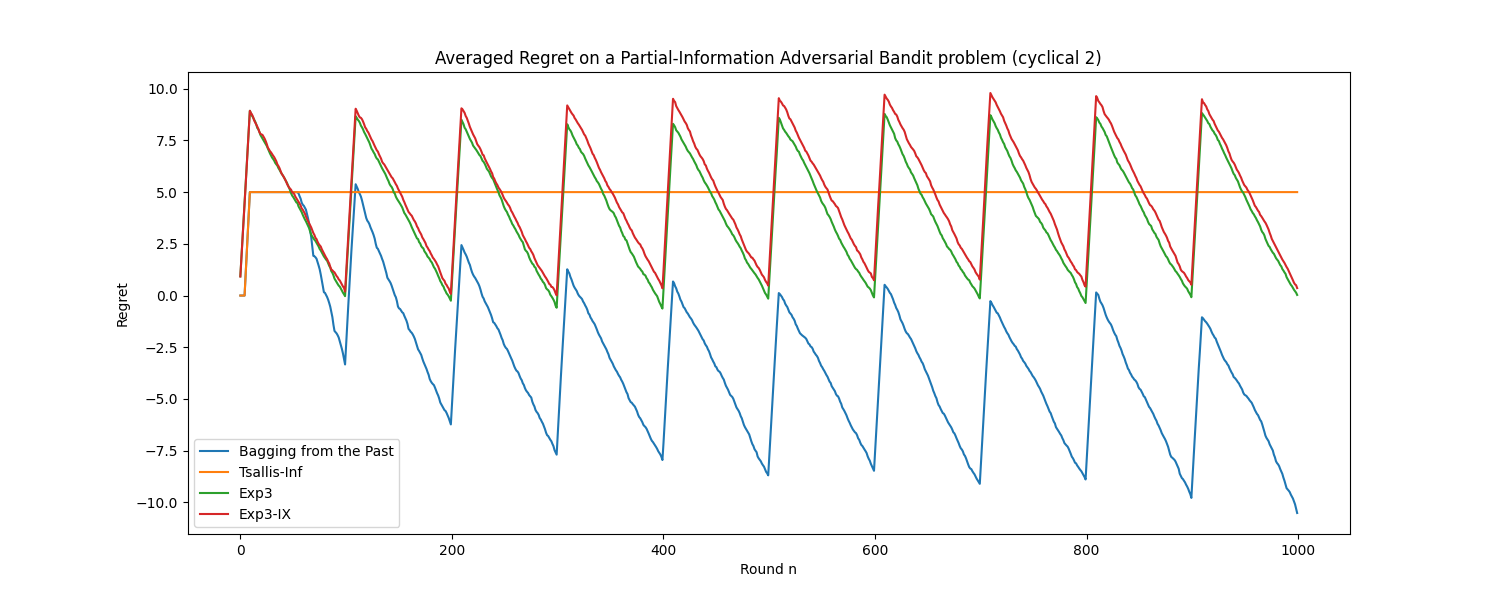 Averaged Regret on a Partial-Information Adversarial Bandit problem (cyclical 2)
10.0
7.5
5.0
2.5
0.0
−2.5
−5.0
−7.5
−10.0
Regret
Bagging from the Past
Tsallis-Inf
Exp3
Exp3-IX
0 200 400 600 800 1000
Round n